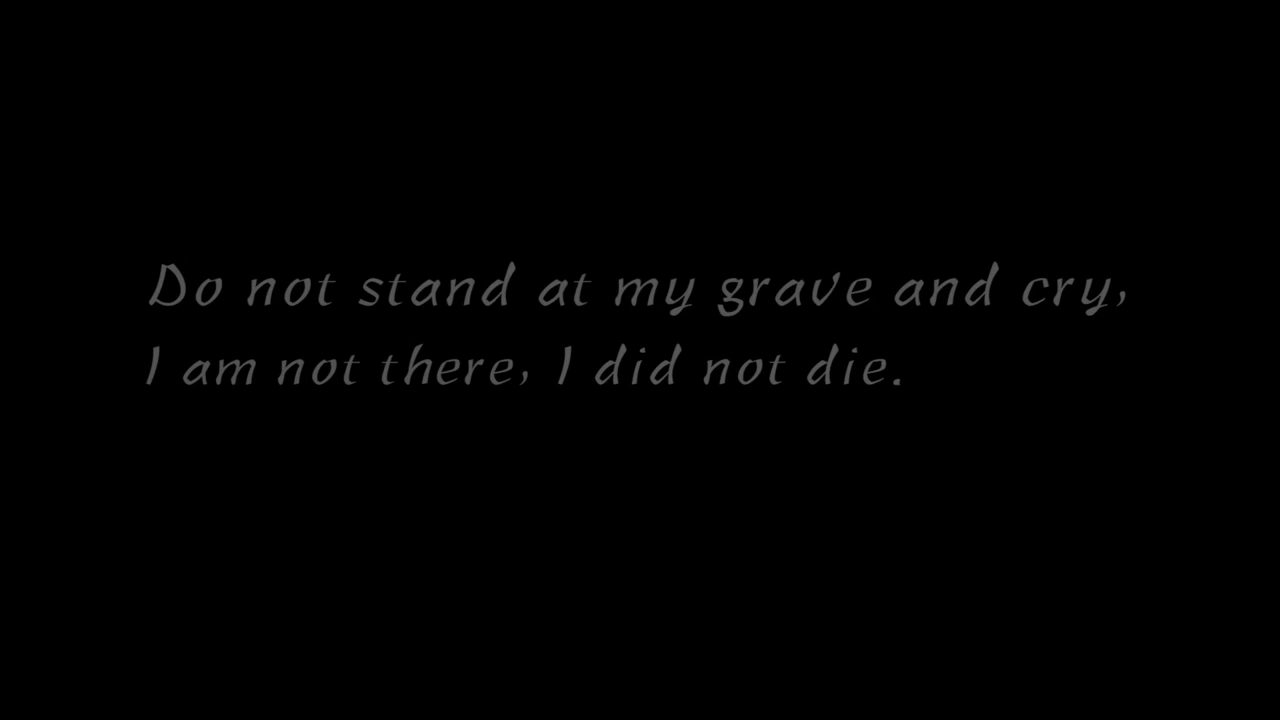 Do not stand at my grave and cry,
I am not there, I did not die.